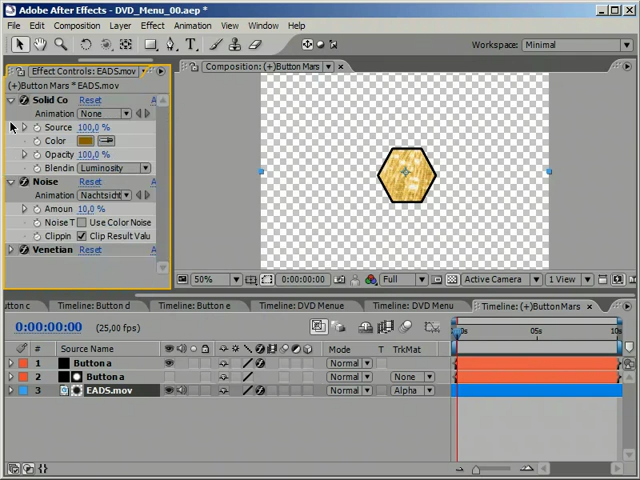 Adobe After Effects - DVD_Menu_00.aep *
File Edit Composition Layer Effect Animation View Window Help
Workspace: Minimal
Effect Controls: EADS.mov
Composition: (+)Button Mars
(+)Button Mars * EADS.mov
Solid Co Reset A
Animation None
Source 100,0 %
Color
Opacity 100,0 %
Blendin Luminosity
Noise Reset A
Animation Nachtsicht
Amoun 10,0 %
Noise T Use Color Noise
Clippin Clip Result Valu
Venetian Reset A
50% 0:00:00:00 Full Active Camera 1 View
utton c Timeline: Button d Timeline: Button e Timeline: DVD Menue Timeline: DVD Menu Timeline: (+)Button Mars
0:00:00:00 (25,00 fps)
0s 05s 10s
# Source Name Mode T TrkMat
1 Button a Normal
2 Button a Normal None
3 EADS.mov Normal Alpha